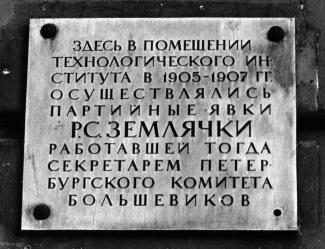 ЗДЕСЬ В ПОМЕЩЕНИИ
ТЕХНОЛОГИЧЕСКОГО ИН-
СТИТУТА В 1905-1907 ГГ.
ОСУЩЕСТВЛЯЛИСЬ
ПАРТИЙНЫЕ ЯВКИ
Р.С. ЗЕМЛЯЧКИ
РАБОТАВШЕЙ ТОГДА
СЕКРЕТАРЕМ ПЕТЕР-
БУРГСКОГО КОМИТЕТА
БОЛЬШЕВИКОВ